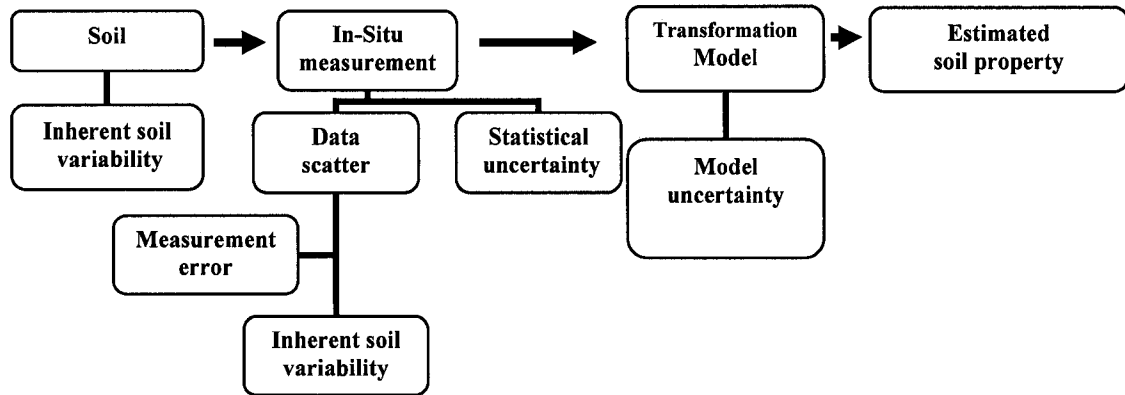 Soil
In-Situ
measurement
Transformation
Model
Estimated
soil property
Inherent soil
variability
Data
scatter
Statistical
uncertainty
Model
uncertainty
Measurement
error
Inherent soil
variability